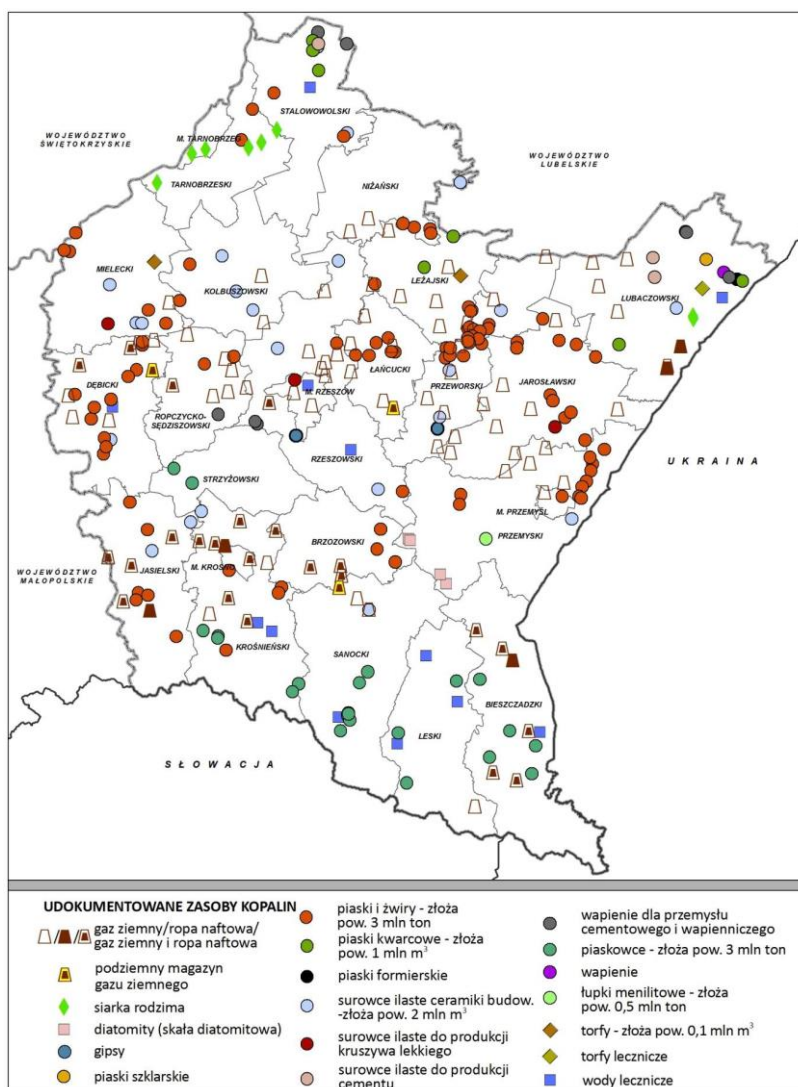 WOJEWÓDZTWO
ŚWIĘTOKRZYSKIE
M. TARNOBRZEG
STALOWOWOLSKI
TARNOBRZESKI
NIŻAŃSKI
WOJEWÓDZTWO
LUBELSKIE
MIELECKI
KOLBUSZOWSKI
LEŻAJSKI
LUBACZOWSKI
DĘBICKI
ROPCZYCKO-
SĘDZISZOWSKI
M. RZESZÓW
ŁAŃCUCKI
PRZEWORSKI
JAROSŁAWSKI
RZESZOWSKI
STRZYŻOWSKI
UKRAINA
M. PRZEMYŚL
PRZEMYSKI
WOJEWÓDZTWO
MAŁOPOLSKIE
JASIELSKI
M. KROSNO
BRZOZOWSKI
KROŚNIEŃSKI
SANOCKI
LESKI
BIESZCZADZKI
SŁOWACJA
UDOKUMENTOWANE ZASOBY KOPALIN
/ / gaz ziemny/ropa naftowa/
gaz ziemny i ropa naftowa
podziemny magazyn
gazu ziemnego
siarka rodzima
diatomity (skała diatomitowa)
gipsy
piaski szklarskie
piaski i żwiry - złoża
pow. 3 mln ton
piaski kwarcowe - złoża
pow. 1 mln m³
piaski formierskie
surowce ilaste ceramiki budow.
-złoża pow. 2 mln m³
surowce ilaste do produkcji
kruszywa lekkiego
surowce ilaste do produkcji
cementu
wapienie dla przemysłu
cementowego i wapienniczego
piaskowce - złoża pow. 3 mln ton
wapienie
łupki menilitowe - złoża
pow. 0,5 mln ton
torfy - złoża pow. 0,1 mln m³
torfy lecznicze
wody lecznicze